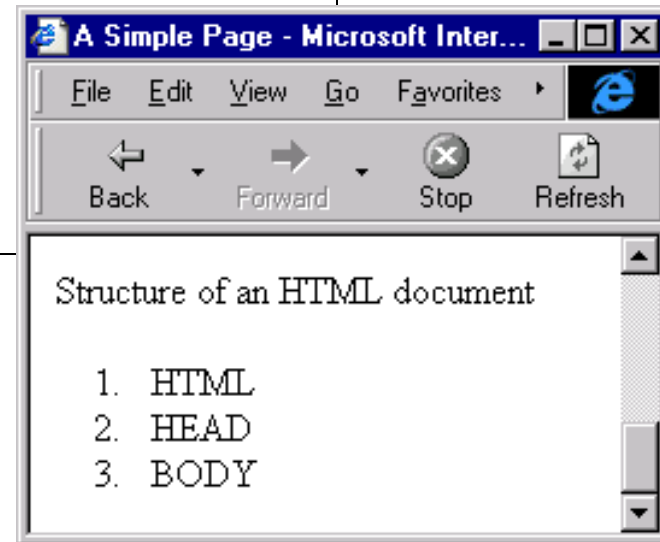 A Simple Page - Microsoft Inter...
File Edit View Go Favorites
Back Forward Stop Refresh
Structure of an HTML document
1. HTML
2. HEAD
3. BODY